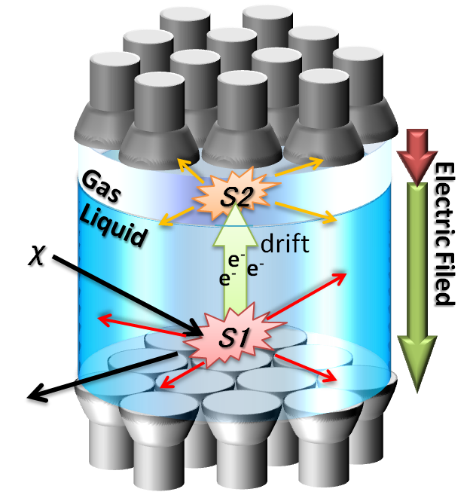 Gas
Liquid
S2
drift
e⁻
e⁻ e⁻
χ
S1
Electric Filed